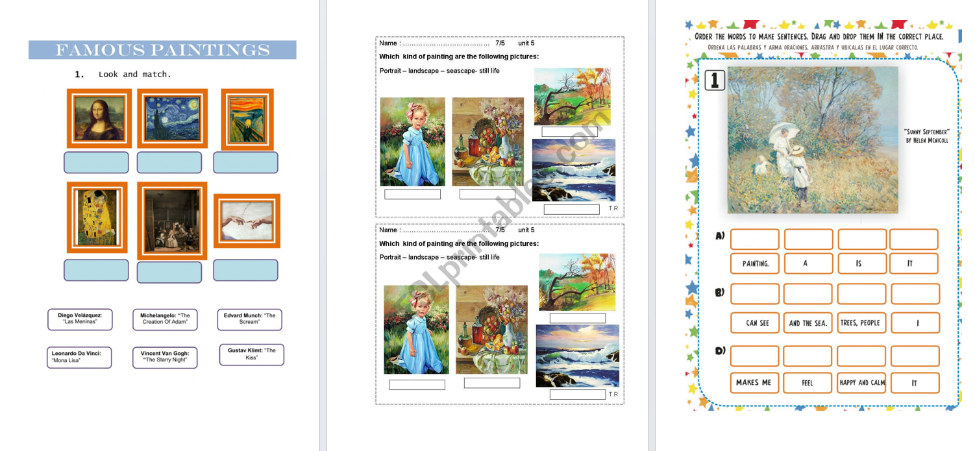 FAMOUS PAINTINGS
1. Look and match.
Diego Velázquez:
"Las Meninas"
Michelangelo: "The
Creation Of Adam"
Edvard Munch: "The
Scream"
Leonardo Da Vinci:
"Mona Lisa"
Vincent Van Gogh:
"The Starry Night"
Gustav Klimt: "The
Kiss"
Name : ........................................ 7/5 unit 5
Which kind of painting are the following pictures:
Portrait – landscape – seascape- still life
T.R
Name : ........................................ 7/5 unit 5
Which kind of painting are the following pictures:
Portrait – landscape – seascape- still life
T.R
ORDER THE WORDS TO MAKE SENTENCES. DRAG AND DROP THEM IN THE CORRECT PLACE.
ORDENA LAS PALABRAS Y ARMA ORACIONES. ARRASTRA Y UBICALAS EN EL LUGAR CORRECTO.
1
"SUNNY SEPTEMBER"
BY HELEN MCNICOLL
A)
PAINTING. A IS IT
B)
CAN SEE AND THE SEA. TREES, PEOPLE I
D)
MAKES ME FEEL HAPPY AND CALM IT